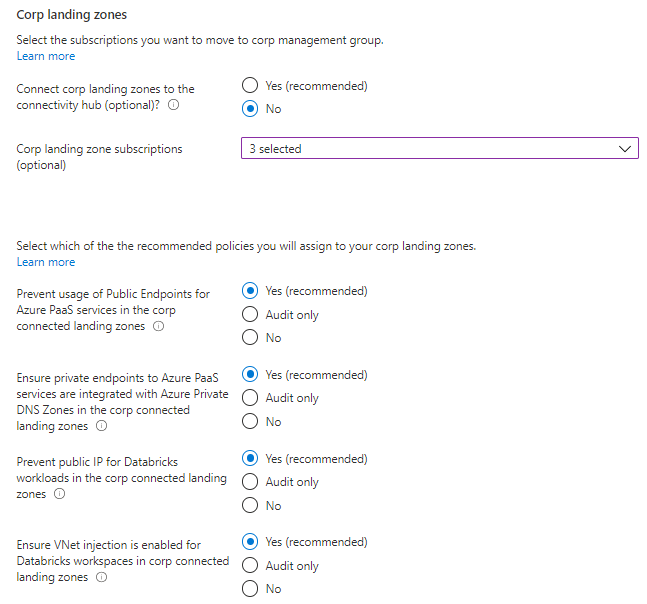 Corp landing zones
Select the subscriptions you want to move to corp management group.
Learn more
Connect corp landing zones to the
connectivity hub (optional)?
Yes (recommended)
No
Corp landing zone subscriptions
(optional)
3 selected
Select which of the the recommended policies you will assign to your corp landing zones.
Learn more
Prevent usage of Public Endpoints for
Azure PaaS services in the corp
connected landing zones
Yes (recommended)
Audit only
No
Ensure private endpoints to Azure PaaS
services are integrated with Azure Private
DNS Zones in the corp connected
landing zones
Yes (recommended)
Audit only
No
Prevent public IP for Databricks
workloads in the corp connected landing
zones
Yes (recommended)
Audit only
No
Ensure VNet injection is enabled for
Databricks workspaces in corp connected
landing zones
Yes (recommended)
Audit only
No